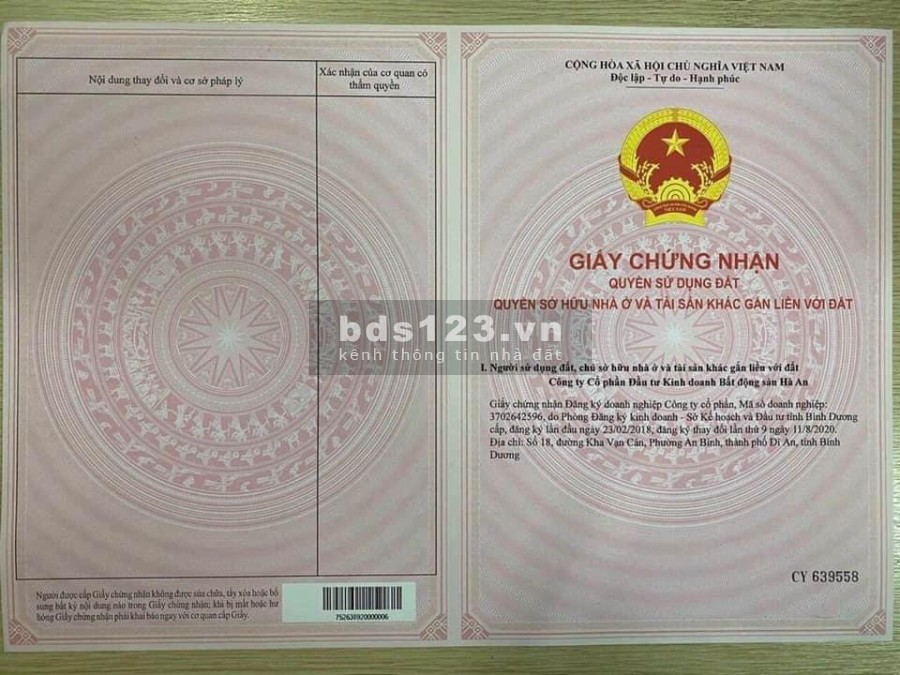 Nội dung thay đổi và cơ sở pháp lý
Xác nhận của cơ quan có
thẩm quyền
Người được cấp Giấy chứng nhận không được sửa chữa, tẩy xóa hoặc bổ
sung bất kỳ nội dung nào trong Giấy chứng nhận; khi bị mất hoặc hư
hỏng Giấy chứng nhận phải khai báo ngay với cơ quan cấp Giấy.
7526309200000006
CỘNG HÒA XÃ HỘI CHỦ NGHĨA VIỆT NAM
Độc lập - Tự do - Hạnh phúc
GIẤY CHỨNG NHẬN
QUYỀN SỬ DỤNG ĐẤT
QUYỀN SỞ HỮU NHÀ Ở VÀ TÀI SẢN KHÁC GẮN LIỀN VỚI ĐẤT
bds123.vn
kênh thông tin nhà đất
I. Người sử dụng đất, chủ sở hữu nhà ở và tài sản khác gắn liền với đất
Công ty Cổ phần Đầu tư Kinh doanh Bất động sản Hà An
Giấy chứng nhận Đăng ký doanh nghiệp Công ty cổ phần, Mã số doanh nghiệp:
3702642596, do Phòng Đăng ký kinh doanh - Sở Kế hoạch và Đầu tư tỉnh Bình Dương
cấp, đăng ký lần đầu ngày 23/02/2018, đăng ký thay đổi lần thứ 9 ngày 11/8/2020.
Địa chỉ: Số 18, đường Kha Vạn Cân, Phường An Bình, thành phố Dĩ An, tỉnh Bình
Dương
CY 639558